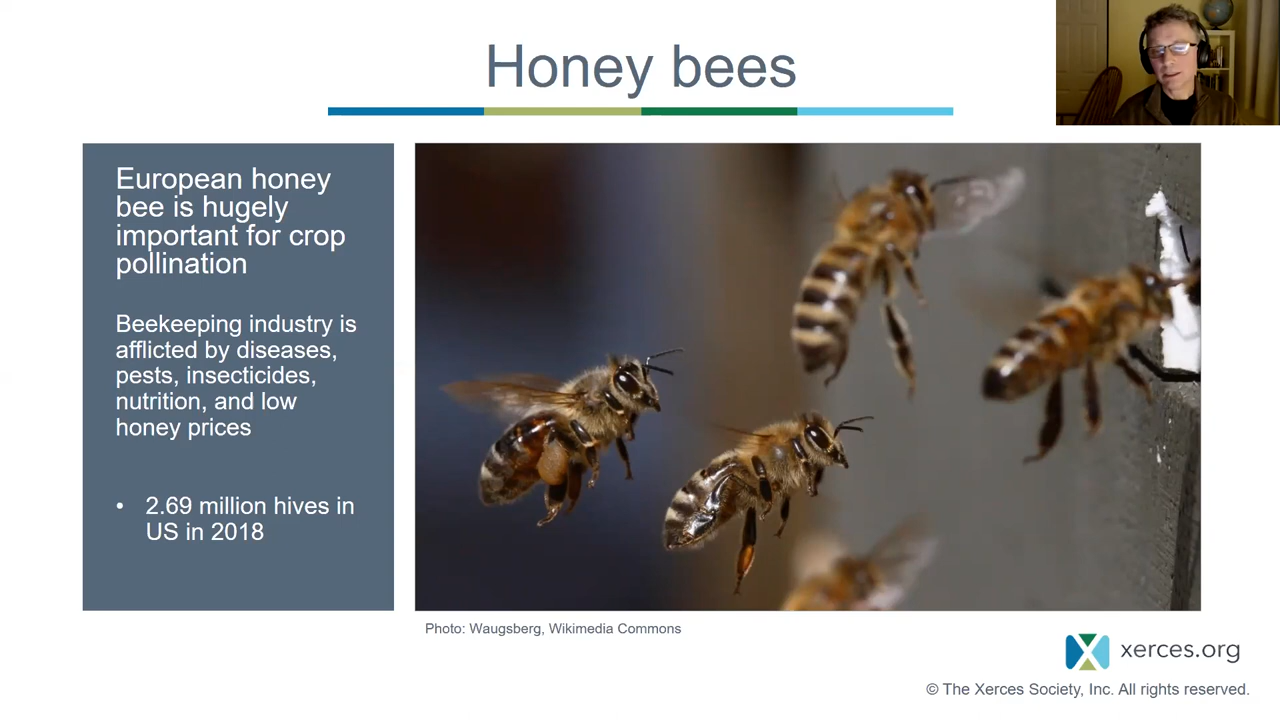 Honey bees
European honey
bee is hugely
important for crop
pollination
Beekeeping industry is
afflicted by diseases,
pests, insecticides,
nutrition, and low
honey prices
• 2.69 million hives in
US in 2018
Photo: Waugsberg, Wikimedia Commons
xerces.org
© The Xerces Society, Inc. All rights reserved.